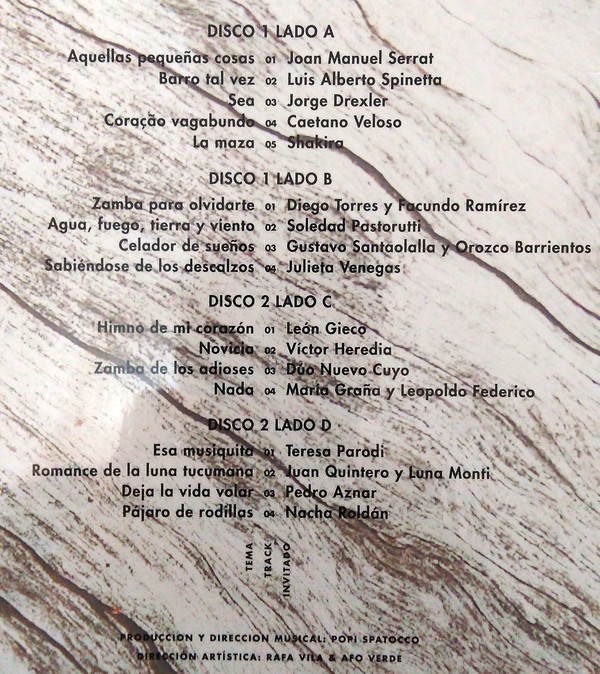 DISCO 1 LADO A
Aquellas pequeñas cosas 01 Joan Manuel Serrat
Barro tal vez 02 Luis Alberto Spinetta
Sea 03 Jorge Drexler
Coração vagabundo 04 Caetano Veloso
La maza 05 Shakira
DISCO 1 LADO B
Zamba para olvidarte 01 Diego Torres y Facundo Ramírez
Agua, fuego, tierra y viento 02 Soledad Pastorutti
Celador de sueños 03 Gustavo Santaolalla y Orozco Barrientos
Sabiéndose de los descalzos 04 Julieta Venegas
DISCO 2 LADO C
Himno de mi corazón 01 León Gieco
Novicia 02 Víctor Heredia
Zamba de los adioses 03 Dúo Nuevo Cuyo
Nada 04 María Graña y Leopoldo Federico
DISCO 2 LADO D
Esa musiquita 01 Teresa Parodi
Romance de la luna tucumana 02 Juan Quintero y Luna Monti
Deja la vida volar 03 Pedro Aznar
Pájaro de rodillas 04 Nacha Roldán
TEMA
TRACK
INVITADO
PRODUCCION Y DIRECCION MUSICAL: POPI SPATOCCO
DIRECCIÓN ARTÍSTICA: RAFA VILA & AFO VERDE